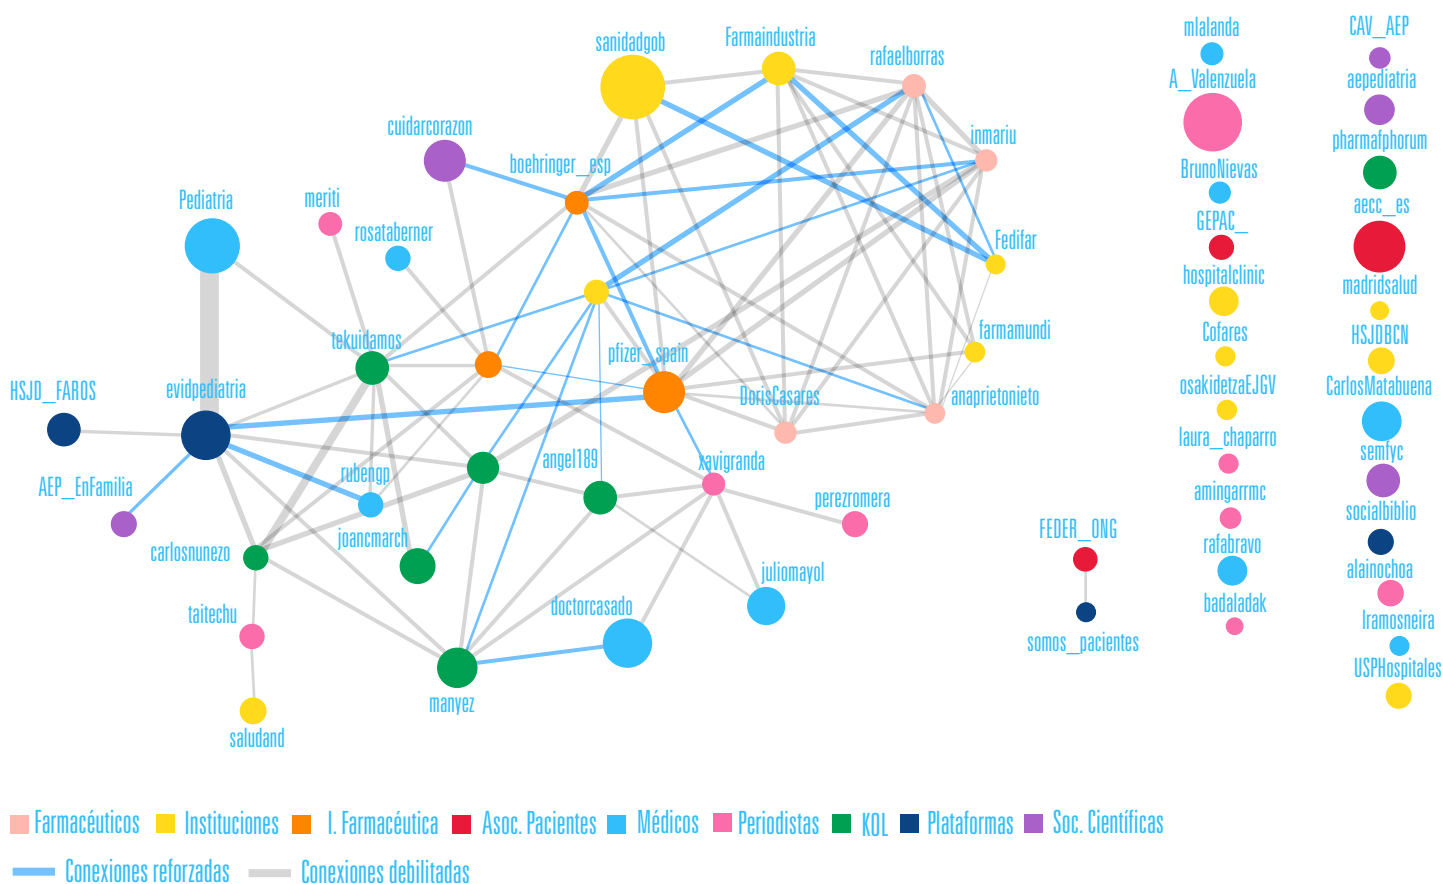 sanidadgob
Farmaindustria
rafaelborras
mlalanda
CAV_AEP
A_Valenzuela
aepediatria
cuidarcorazon
boehringer_esp
inmariu
pharmafphorum
BrunoNievas
Pediatria
meriti
rosataberner
aecc_es
GEPAC_
Fedifar
hospitalclinic
madridsalud
tekuidamos
pfizer_spain
farmamundi
Cofares
HSJDBCN
HSJD_FAROS
evidpediatria
DorisCasares
anaprietonieto
osakidetzaEJGV
CarlosMatabuena
laura_chaparro
semfyc
angel189
xavigranda
rubengp
AEP_EnFamilia
perezromera
amingarrmc
socialbiblio
FEDER_ONG
joancmarch
carlosnunezo
rafabravo
alainochoa
juliomayol
doctorcasado
taitechu
badaladak
lramosneira
somos_pacientes
USPHospitales
manyez
saludand
Farmacéuticos
Instituciones
I. Farmacéutica
Asoc. Pacientes
Médicos
Periodistas
KOL
Plataformas
Soc. Científicas
Conexiones reforzadas
Conexiones debilitadas